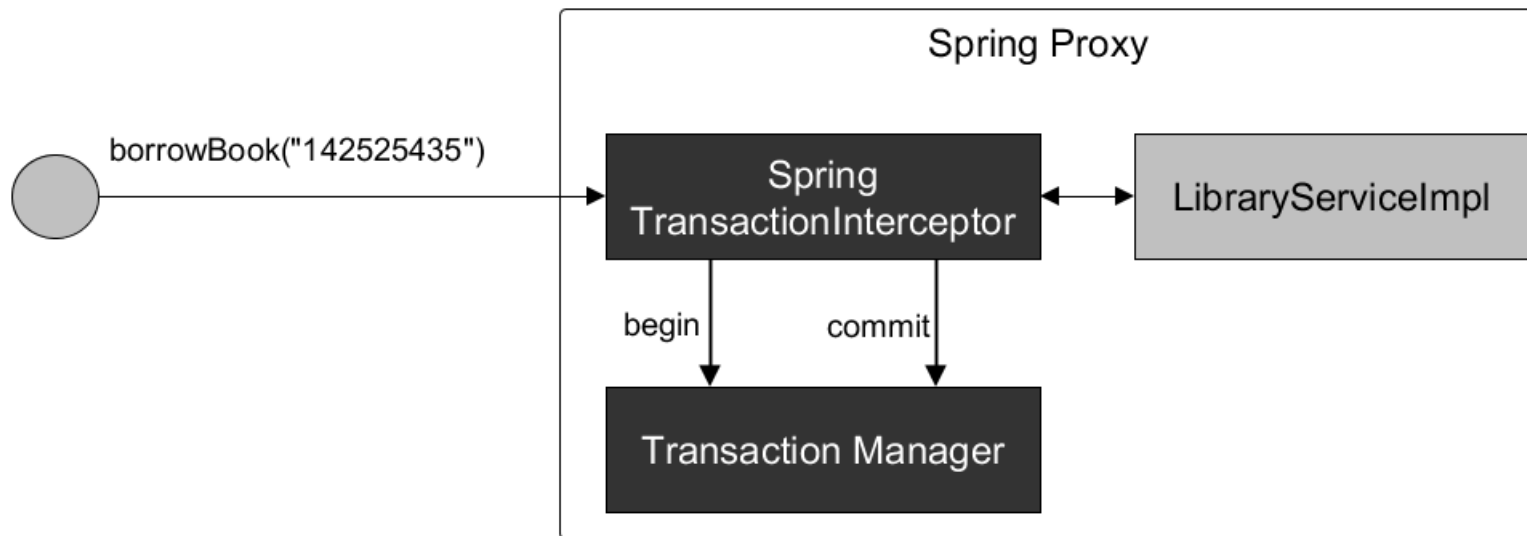 Spring Proxy
borrowBook("142525435")
Spring
TransactionInterceptor
LibraryServiceImpl
begin
commit
Transaction Manager